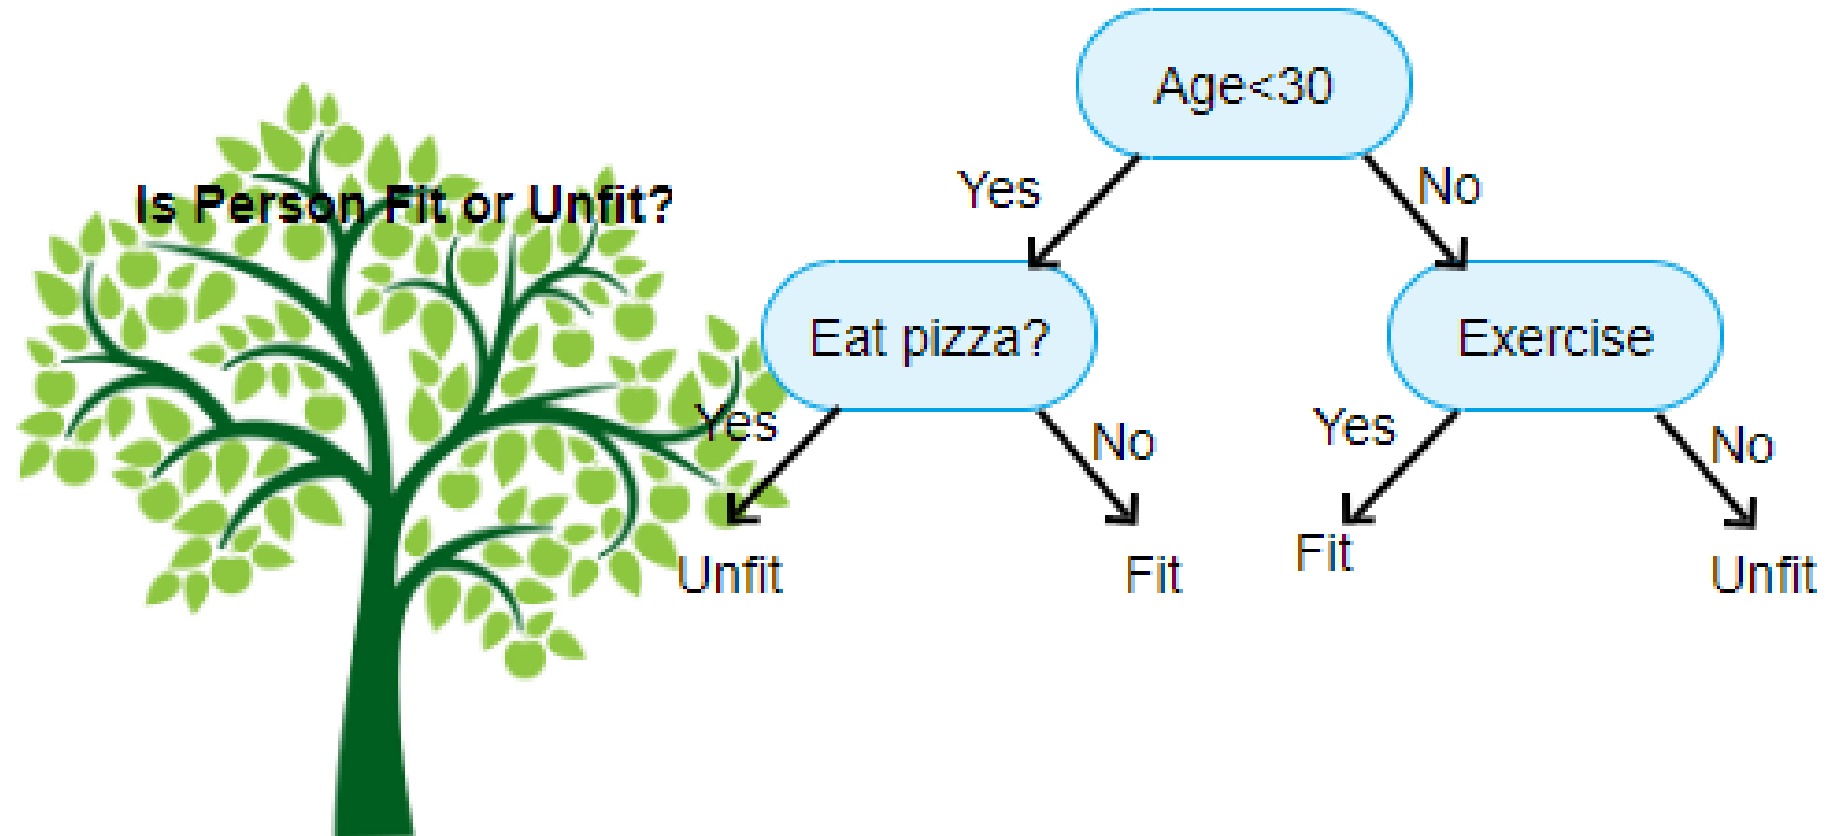 Is Person Fit or Unfit?
Age<30
Yes
No
Eat pizza?
Exercise
Yes
No
Yes
No
Unfit
Fit
Fit
Unfit